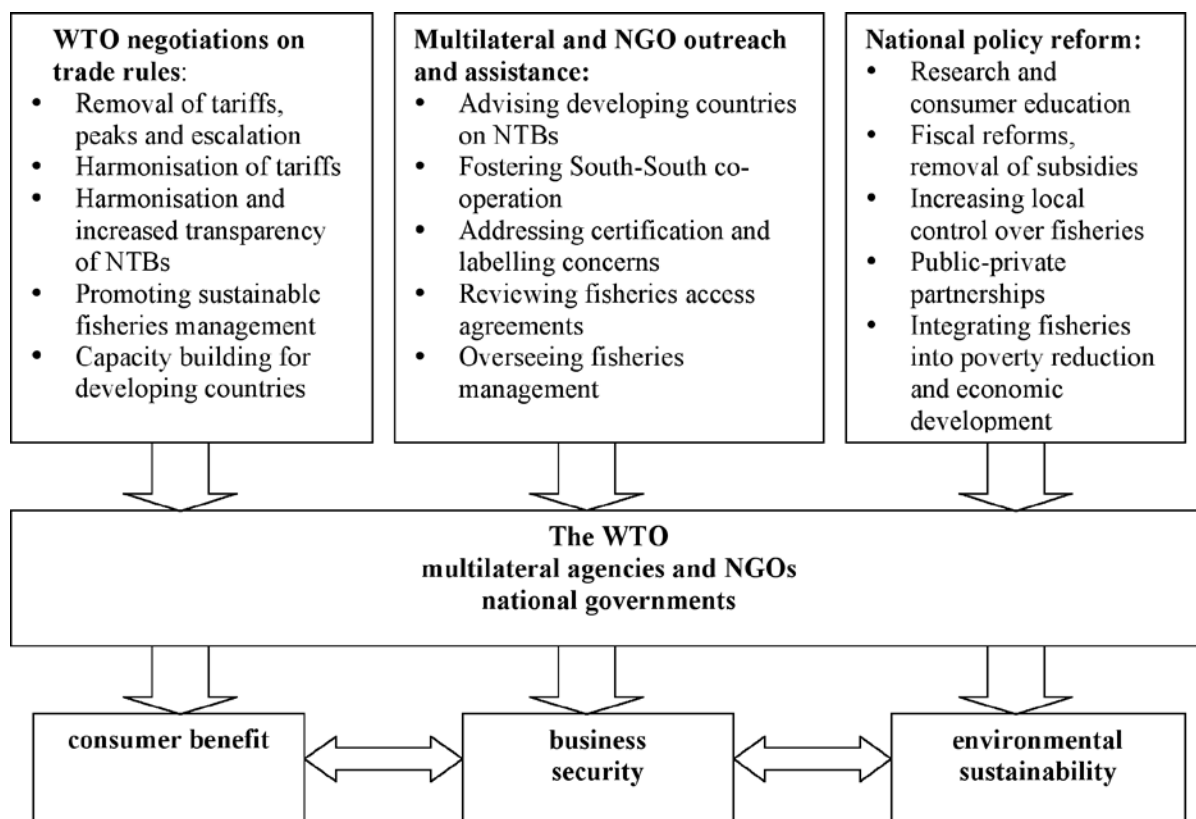 WTO negotiations on
trade rules:
• Removal of tariffs,
peaks and escalation
• Harmonisation of tariffs
• Harmonisation and
increased transparency
of NTBs
• Promoting sustainable
fisheries management
• Capacity building for
developing countries
Multilateral and NGO outreach
and assistance:
• Advising developing countries
on NTBs
• Fostering South-South co-
operation
• Addressing certification and
labelling concerns
• Reviewing fisheries access
agreements
• Overseeing fisheries
management
National policy reform:
• Research and
consumer education
• Fiscal reforms,
removal of subsidies
• Increasing local
control over fisheries
• Public-private
partnerships
• Integrating fisheries
into poverty reduction
and economic
development
The WTO
multilateral agencies and NGOs
national governments
consumer benefit
business
security
environmental
sustainability